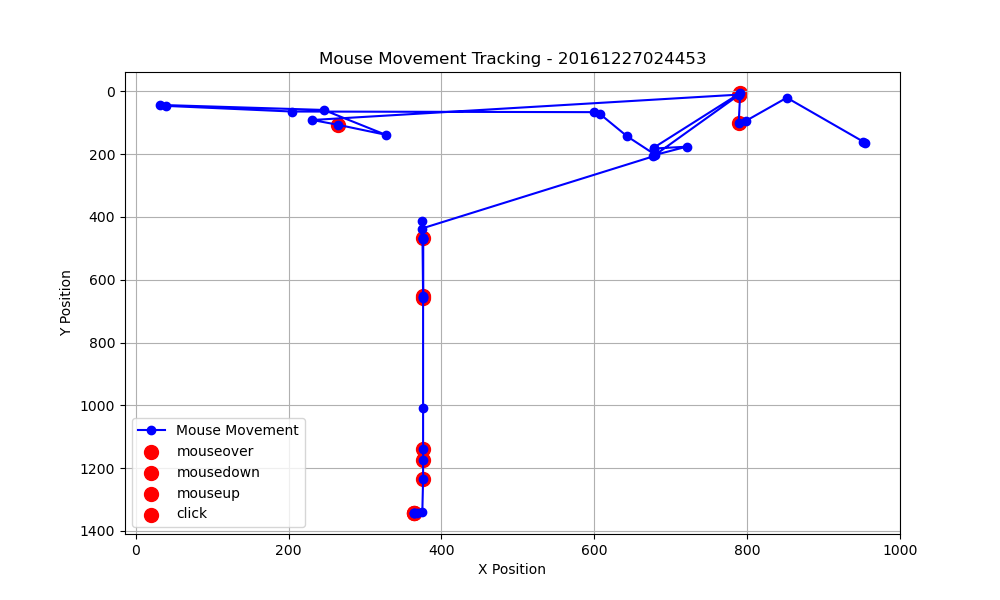 Mouse Movement Tracking - 20161227024453
0
200
400
600
800
1000
1200
1400
Y Position
Mouse Movement
mouseover
mousedown
mouseup
click
0 200 400 600 800 1000
X Position